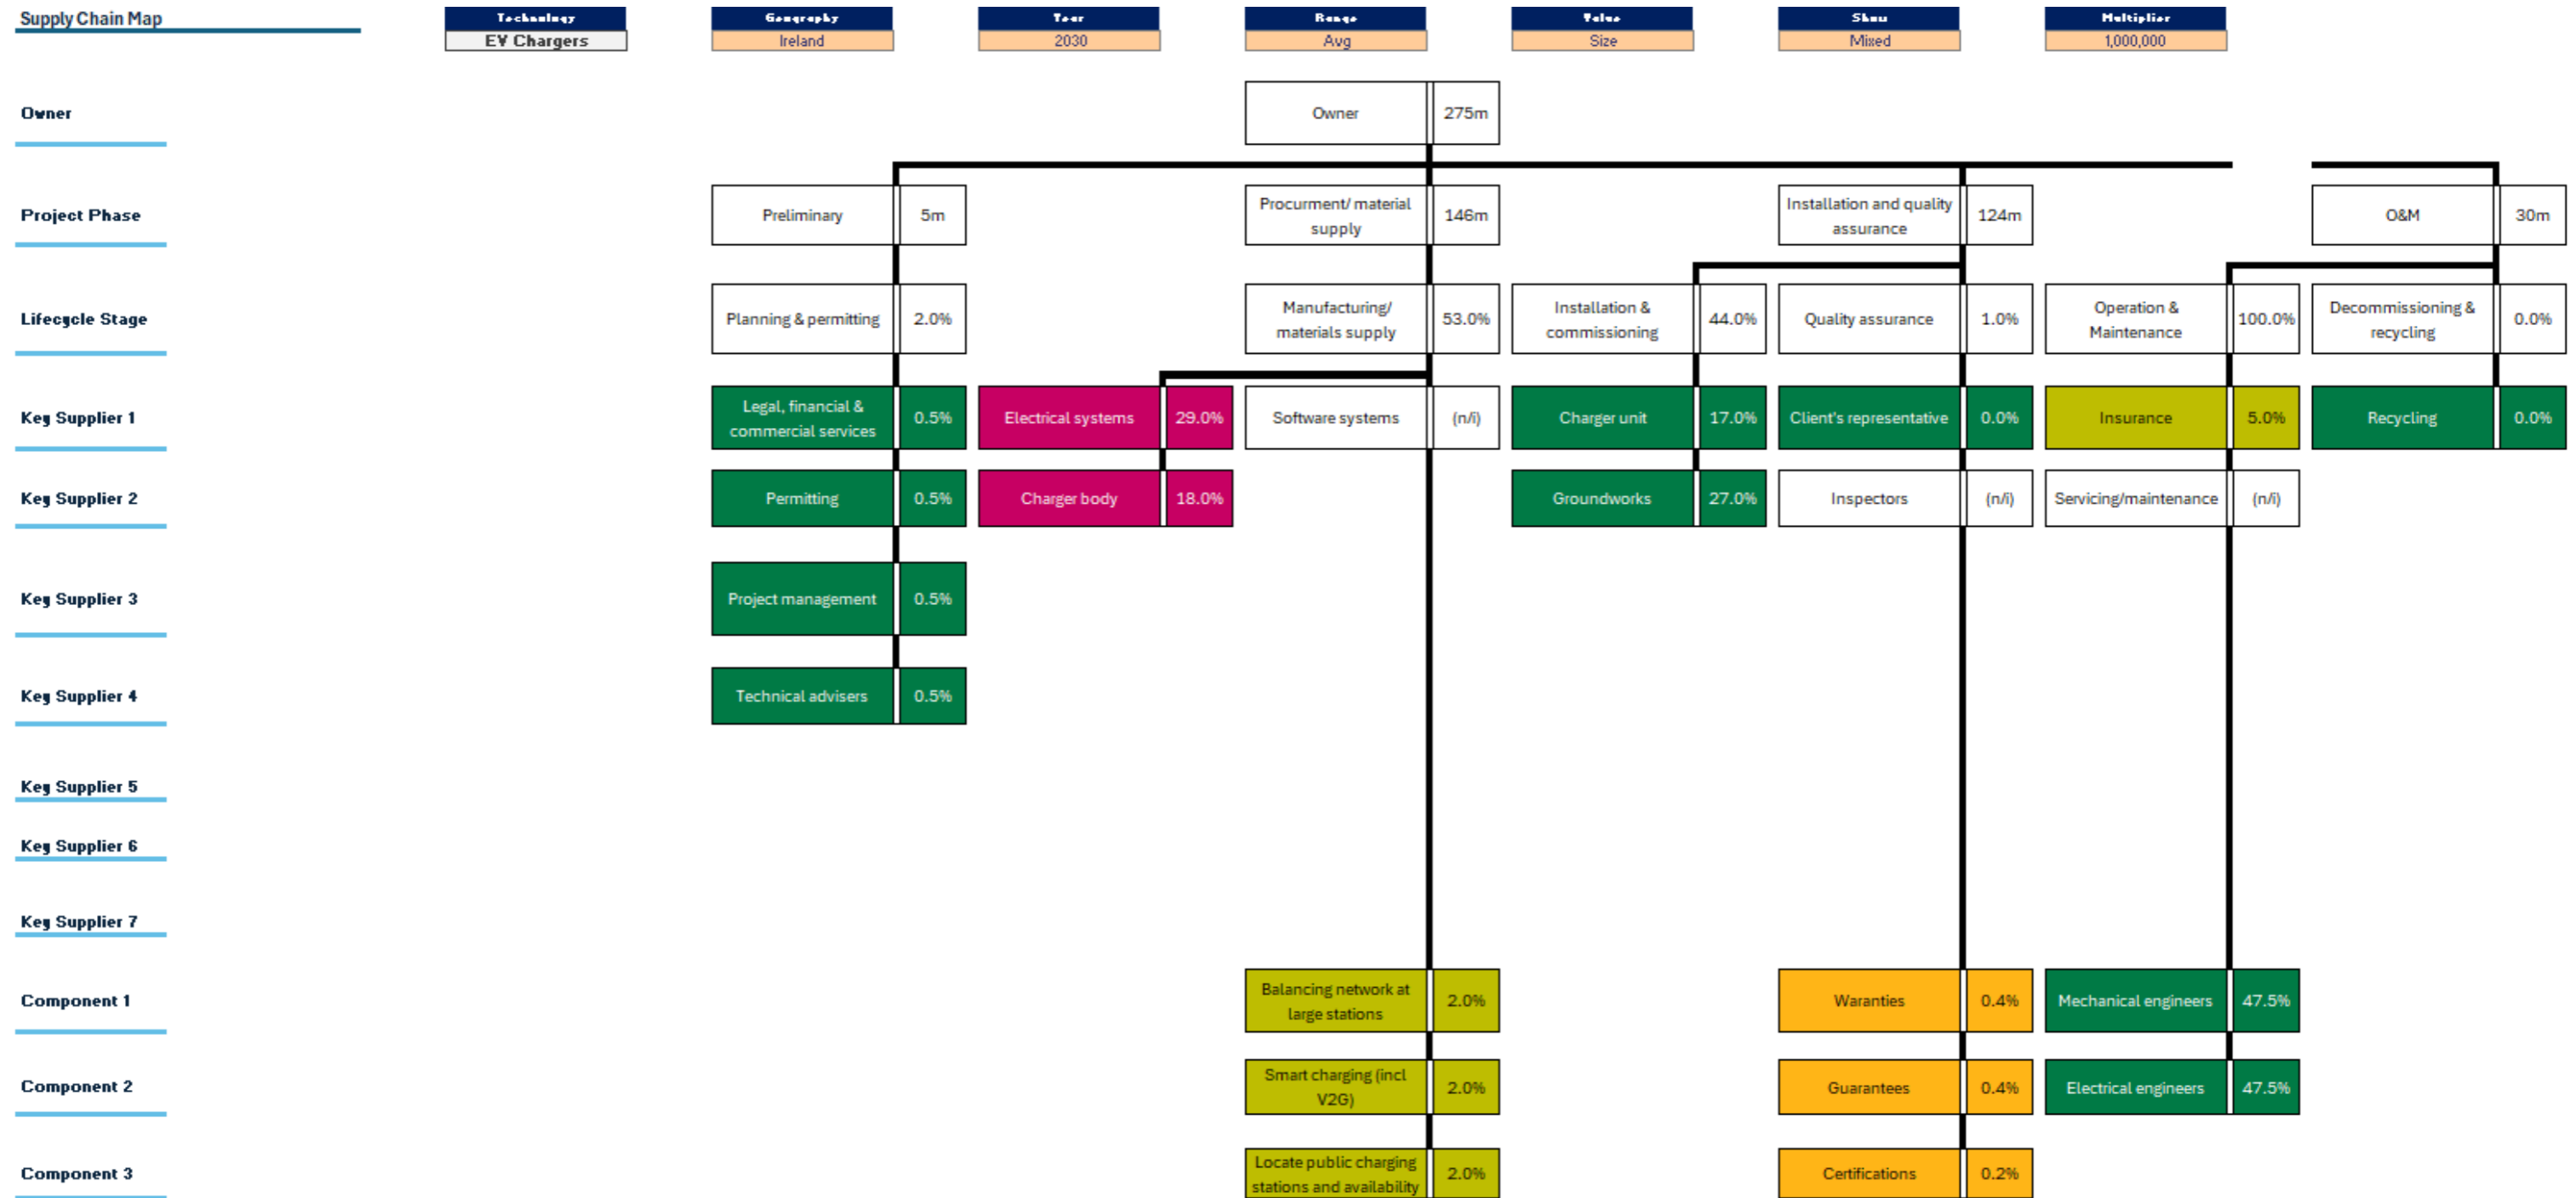 Supply Chain Map
Technology
Geography
Year
Range
Value
Show
Multiplier
EV Chargers
Ireland
2030
Avg
Size
Mixed
1,000,000
Owner
Owner
275m
Project Phase
Preliminary
5m
Procurment/ material
supply
146m
Installation and quality
assurance
124m
O&M
30m
Lifecycle Stage
Planning & permitting
2.0%
Manufacturing/
materials supply
53.0%
Installation &
commissioning
44.0%
Quality assurance
1.0%
Operation &
Maintenance
100.0%
Decommissioning &
recycling
0.0%
Key Supplier 1
Legal, financial &
commercial services
0.5%
Electrical systems
29.0%
Software systems
(n/i)
Charger unit
17.0%
Client's representative
0.0%
Insurance
5.0%
Recycling
0.0%
Key Supplier 2
Permitting
0.5%
Charger body
18.0%
Groundworks
27.0%
Inspectors
(n/i)
Servicing/maintenance
(n/i)
Key Supplier 3
Project management
0.5%
Key Supplier 4
Technical advisers
0.5%
Key Supplier 5
Key Supplier 6
Key Supplier 7
Component 1
Balancing network at
large stations
2.0%
Waranties
0.4%
Mechanical engineers
47.5%
Component 2
Smart charging (incl
V2G)
2.0%
Guarantees
0.4%
Electrical engineers
47.5%
Component 3
Locate public charging
stations and availability
2.0%
Certifications
0.2%